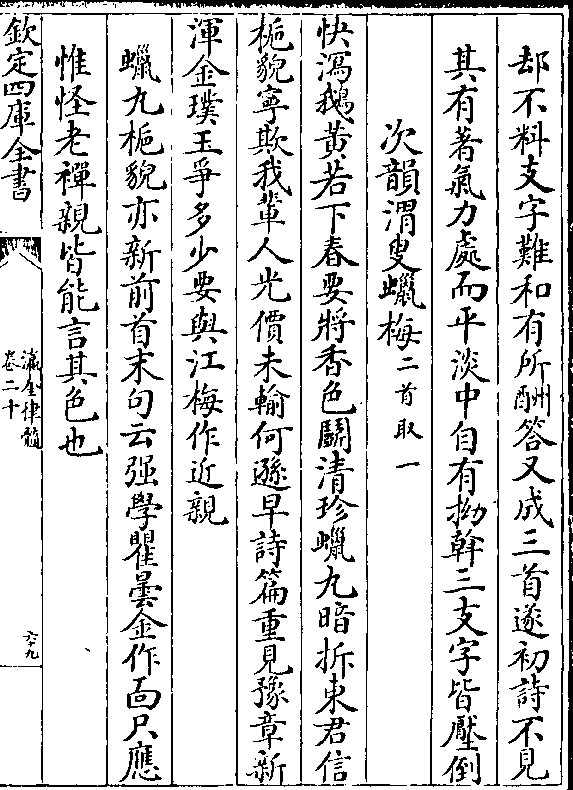 却不料支字難和有所酬答又成三首遂初詩不見
其有著氣力處而平淡中自有拗幹三支字皆壓倒
次韻渭叟蠟梅二首取一
快瀉鵝黃若下春要將香色鬭清珍蠟九暗拆東君信
梔貌寧欺我輩人光價未輸何遜早詩篇重見豫章新
渾金璞玉爭多少要與江梅作近親
蠟九梔貌亦新前首末句云强學瞿曇金作面只應
惟怪老禪親皆能言其色也
欽定四庫全書
瀛奎律髓
卷二十
六十九